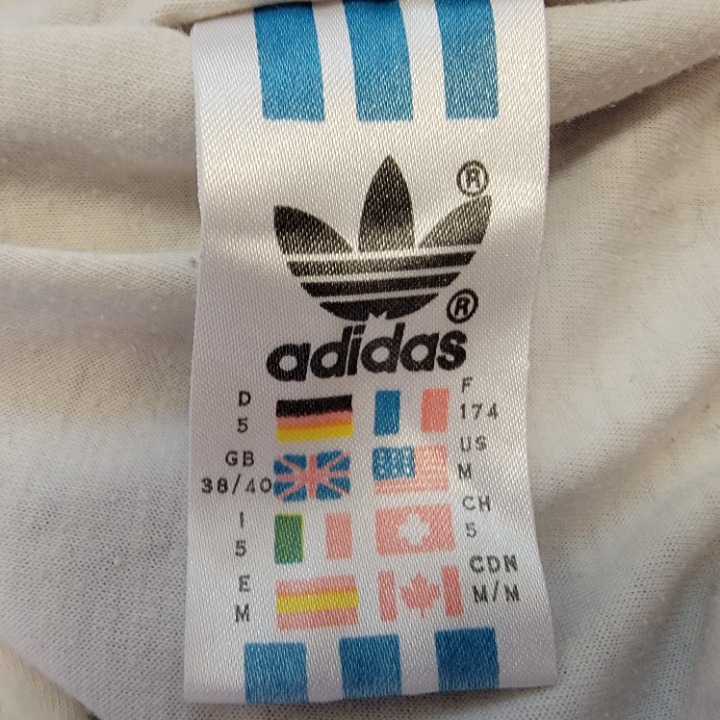 ®
®
adidas
D
5
F
174
GB
38/40
US
M
I
5
CH
5
E
M
CDN
M/M